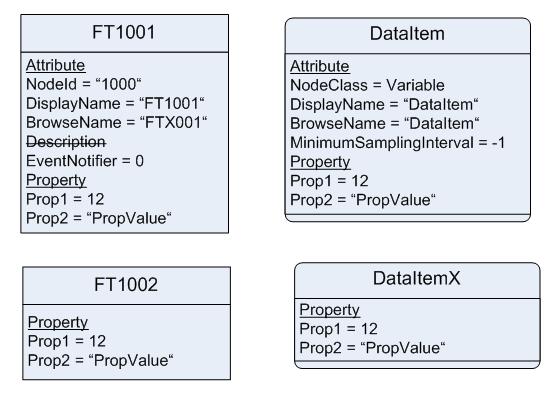 FT1001
Attribute
NodeId = “1000“
DisplayName = “FT1001“
BrowseName = “FTX001“
Description
EventNotifier = 0
Property
Prop1 = 12
Prop2 = “PropValue“
DataItem
Attribute
NodeClass = Variable
DisplayName = “DataItem“
BrowseName = “DataItem“
MinimumSamplingInterval = -1
Property
Prop1 = 12
Prop2 = “PropValue“
FT1002
Property
Prop1 = 12
Prop2 = “PropValue“
DataItemX
Property
Prop1 = 12
Prop2 = “PropValue“